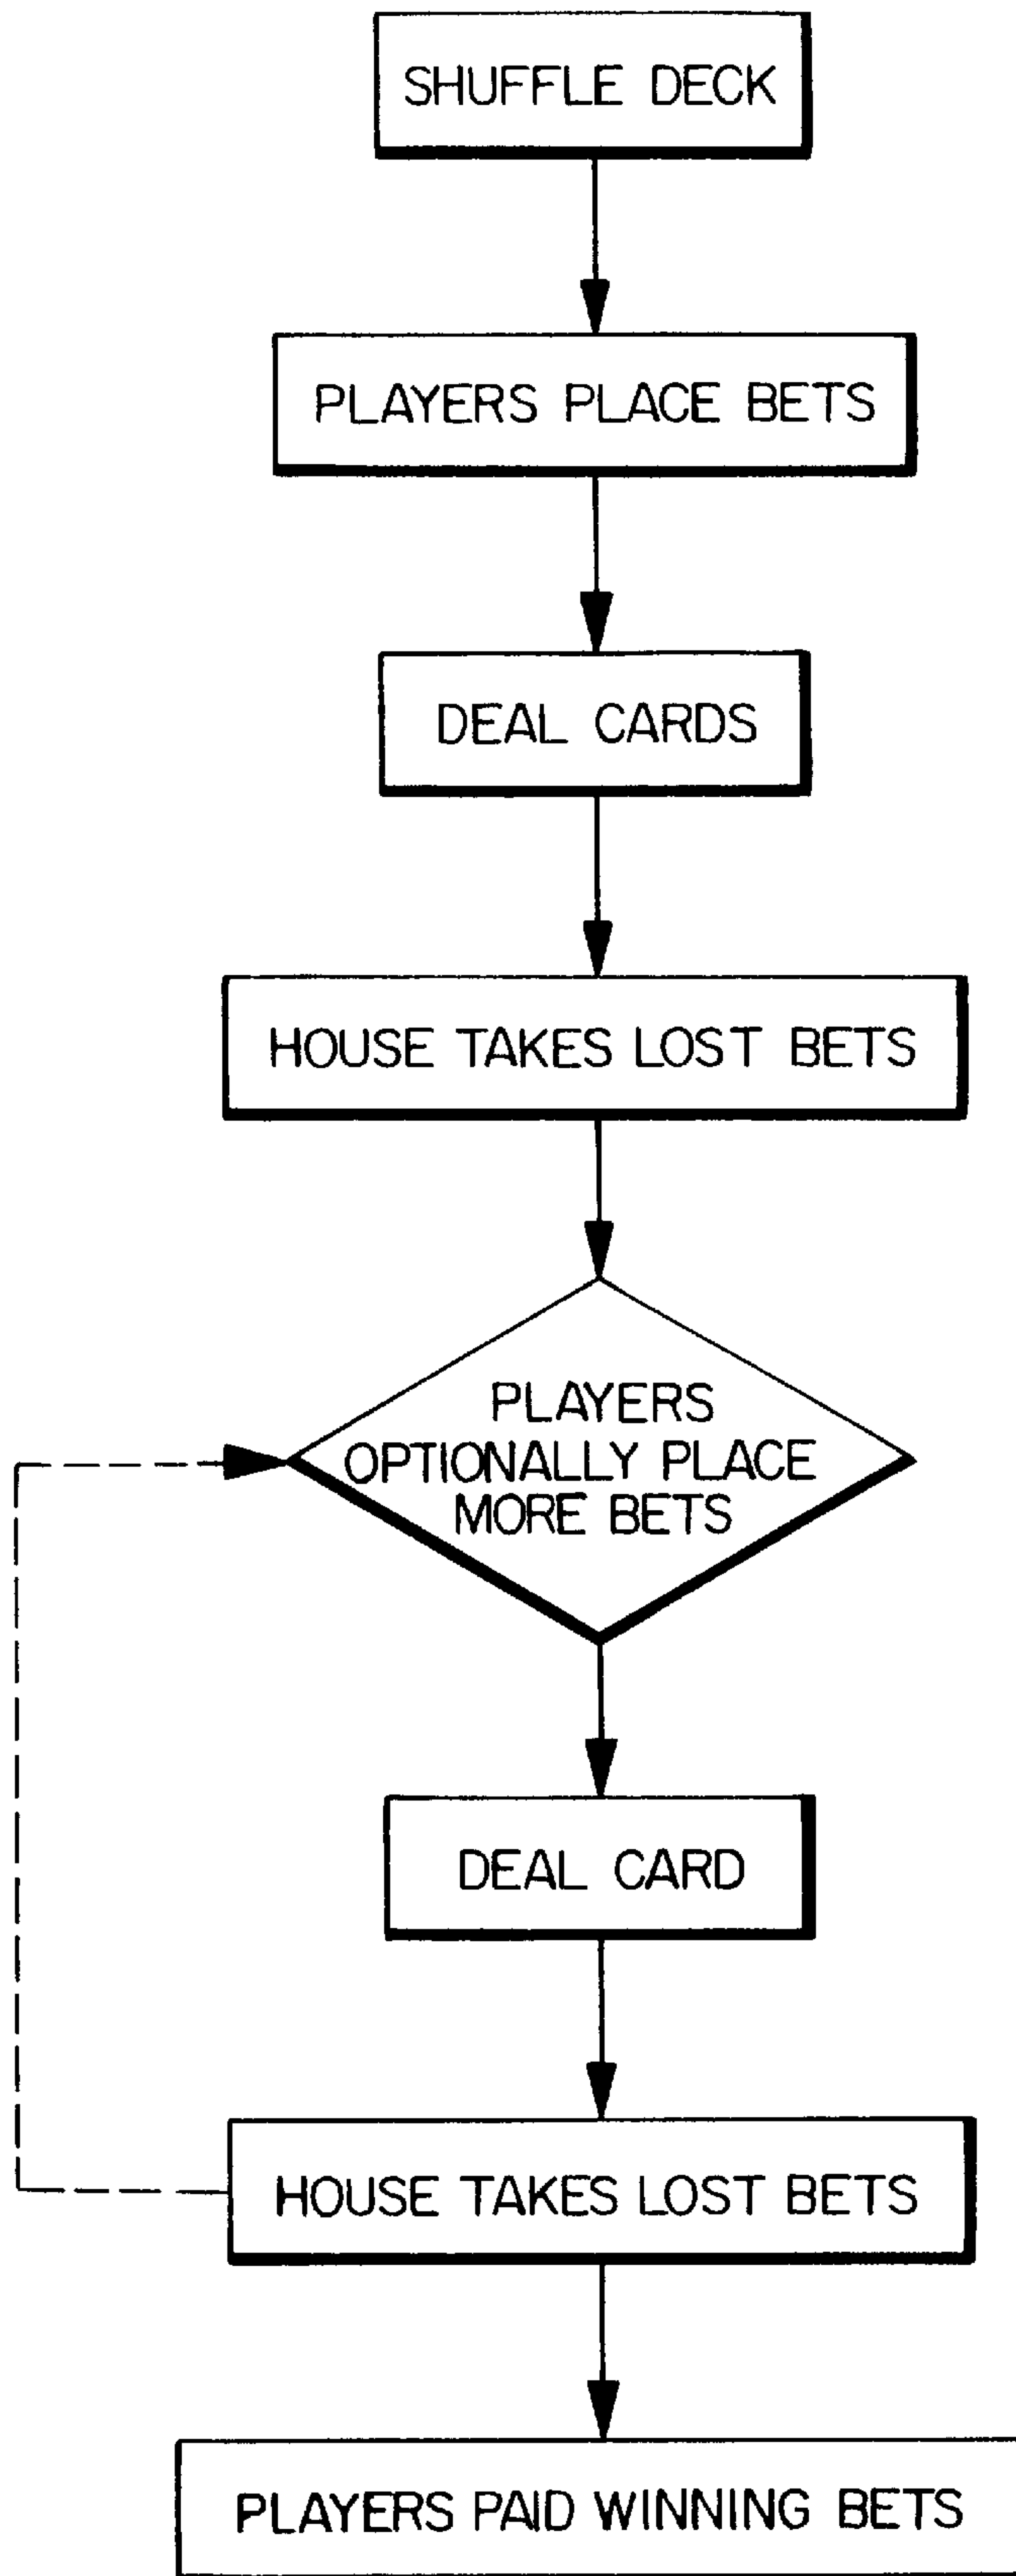 SHUFFLE DECK
PLAYERS PLACE BETS
DEAL CARDS
HOUSE TAKES LOST BETS
PLAYERS
OPTIONALLY PLACE
MORE BETS
DEAL CARD
HOUSE TAKES LOST BETS
PLAYERS PAID WINNING BETS